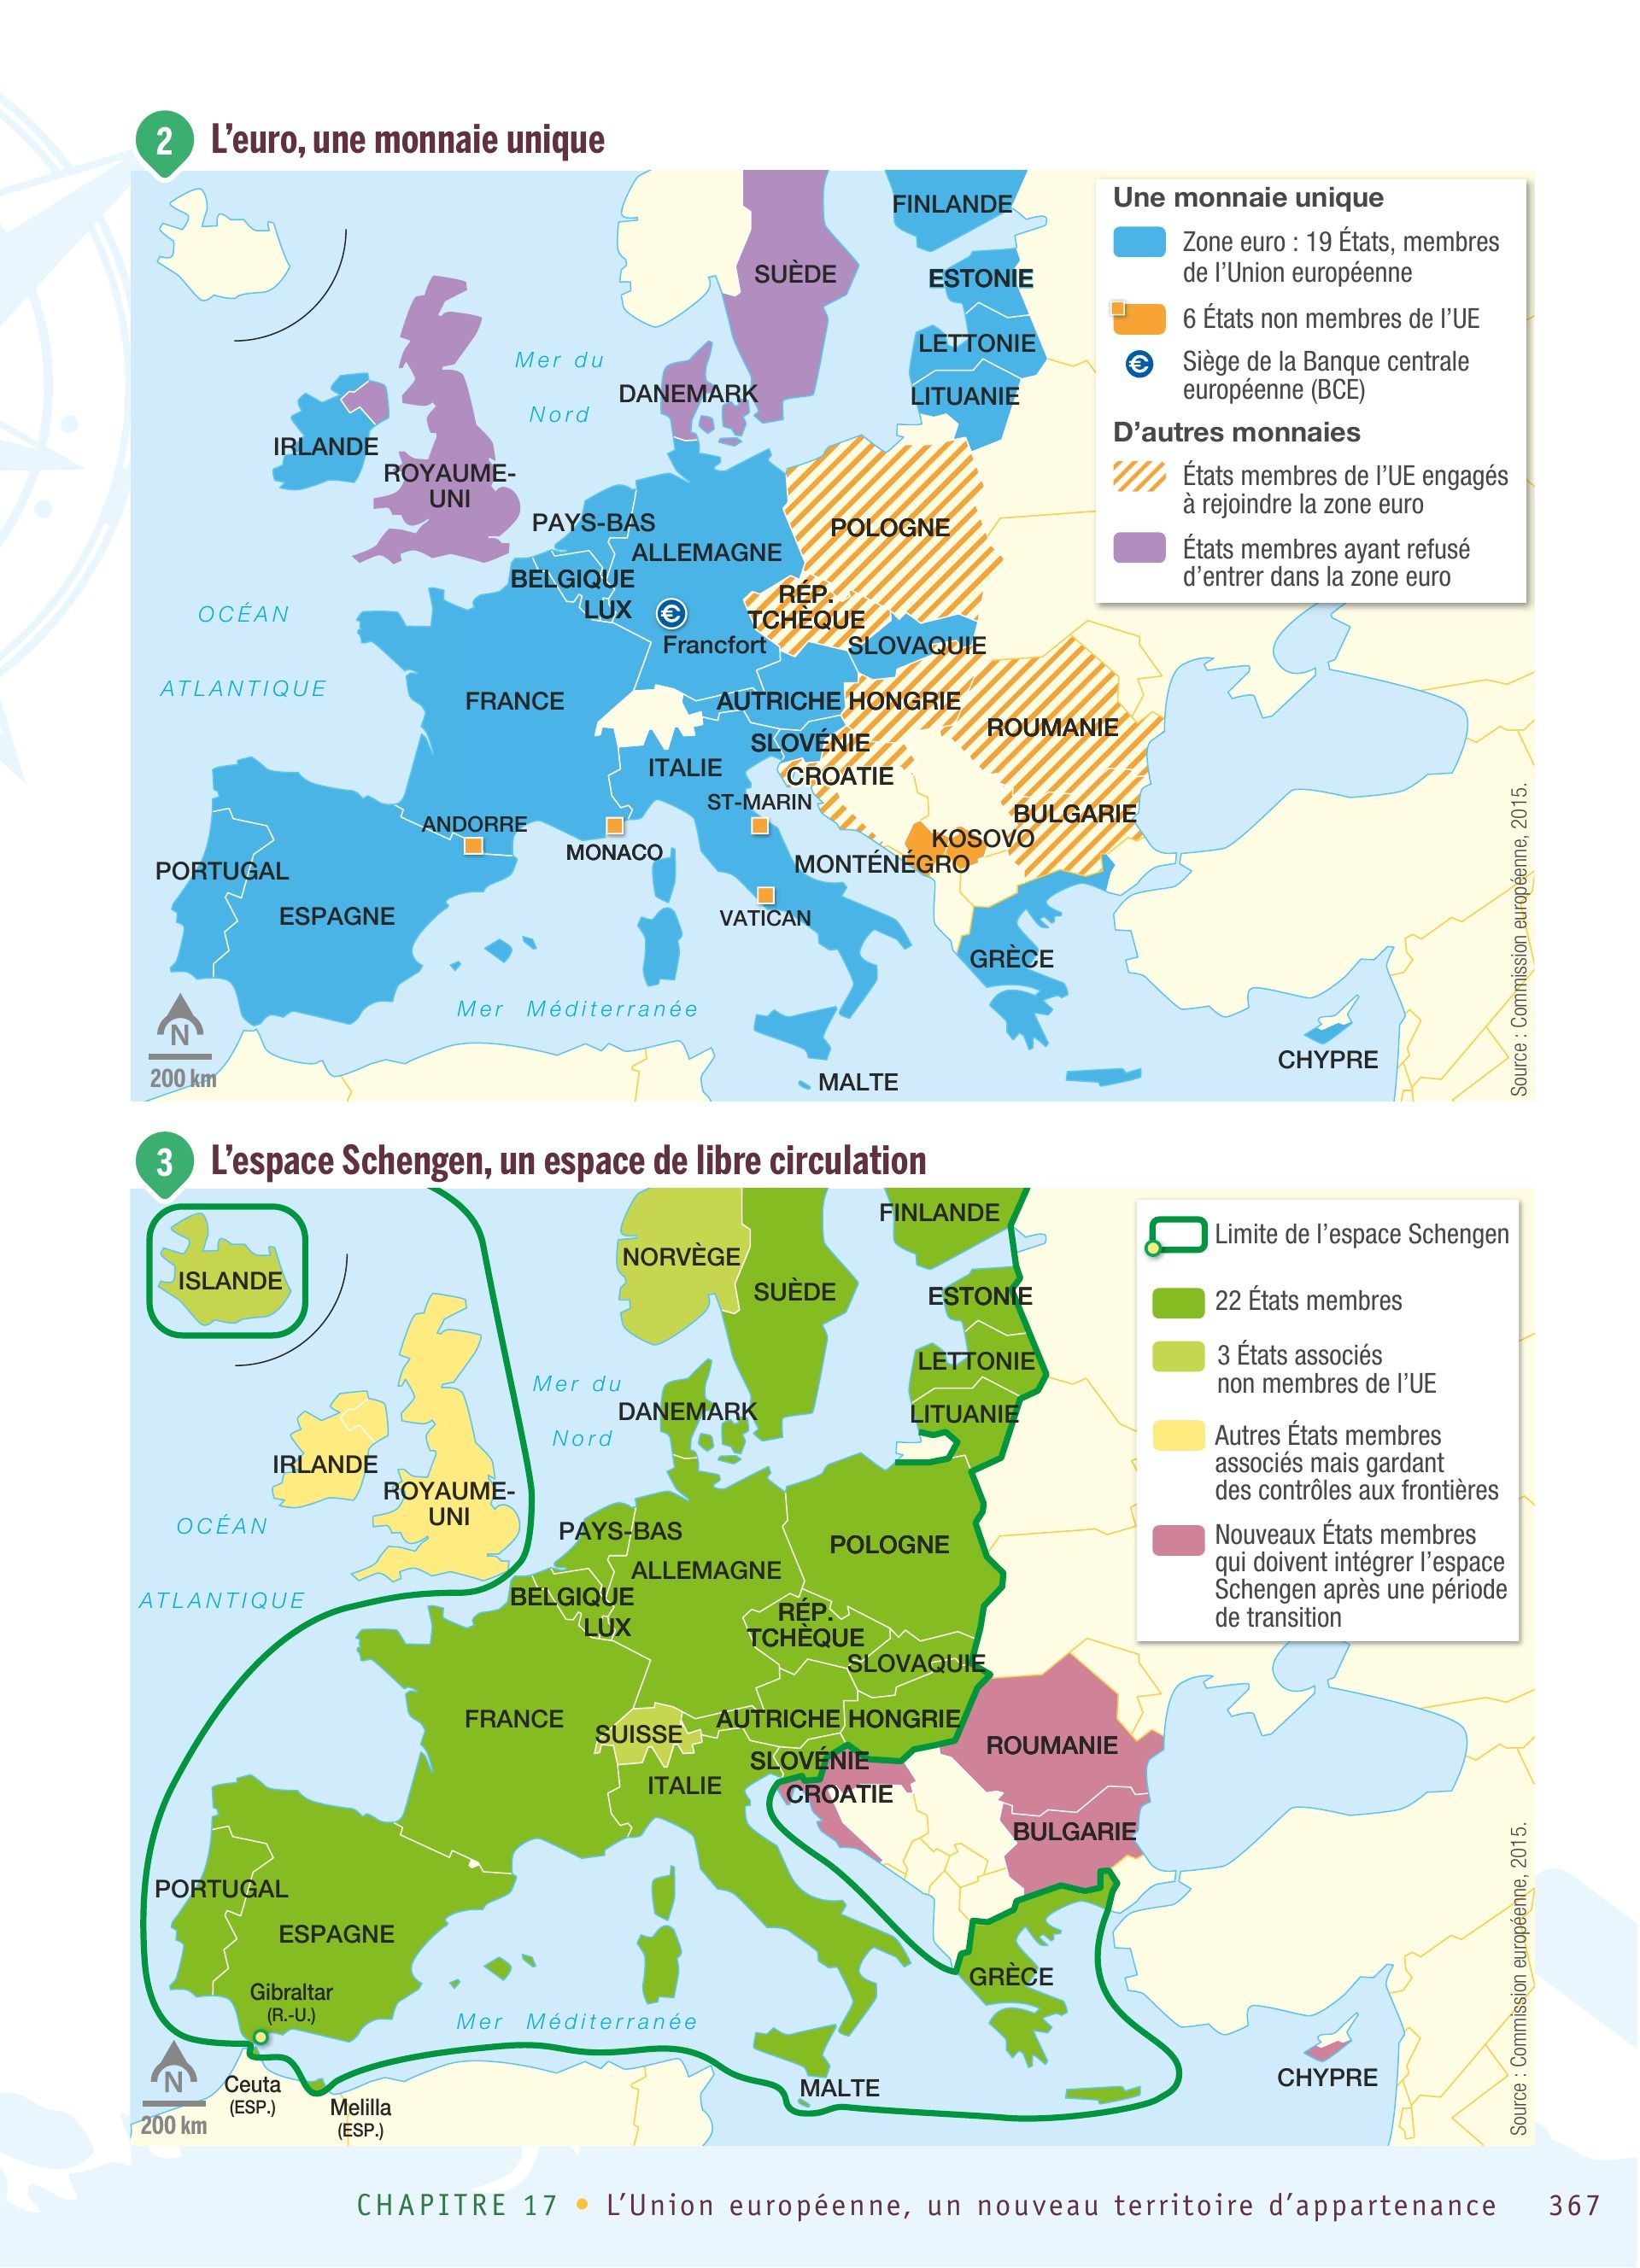 2 L'euro, une monnaie unique
FINLANDE
SUÈDE
ESTONIE
LETTONIE
LITUANIE
Mer du
Nord
DANEMARK
IRLANDE
ROYAUME-
UNI
PAYS-BAS
ALLEMAGNE
POLOGNE
BELGIQUE
LUX
€
Francfort
RÉP.
TCHÈQUE
SLOVAQUIE
OCÉAN
ATLANTIQUE
FRANCE
AUTRICHE
HONGRIE
ROUMANIE
SLOVÉNIE
ITALIE
CROATIE
ST-MARIN
BULGARIE
ANDORRE
MONACO
KOSOVO
MONTÉNÉGRO
PORTUGAL
ESPAGNE
VATICAN
GRÈCE
Mer Méditerranée
CHYPRE
MALTE
N
200 km
Une monnaie unique
Zone euro : 19 États, membres
de l'Union européenne
6 États non membres de l'UE
€
Siège de la Banque centrale
européenne (BCE)
D'autres monnaies
États membres de l'UE engagés
à rejoindre la zone euro
États membres ayant refusé
d'entrer dans la zone euro
Source : Commission européenne, 2015.
3 L'espace Schengen, un espace de libre circulation
FINLANDE
NORVÈGE
ISLANDE
SUÈDE
ESTONIE
LETTONIE
LITUANIE
Mer du
Nord
DANEMARK
IRLANDE
ROYAUME-
UNI
OCÉAN
ATLANTIQUE
PAYS-BAS
ALLEMAGNE
POLOGNE
BELGIQUE
LUX
RÉP.
TCHÈQUE
SLOVAQUIE
FRANCE
SUISSE
AUTRICHE
HONGRIE
ROUMANIE
SLOVÉNIE
ITALIE
CROATIE
BULGARIE
PORTUGAL
ESPAGNE
GRÈCE
Gibraltar
(R.-U.)
Mer Méditerranée
CHYPRE
MALTE
Ceuta
(ESP.)
Melilla
(ESP.)
N
200 km
Limite de l'espace Schengen
22 États membres
3 États associés
non membres de l'UE
Autres États membres
associés mais gardant
des contrôles aux frontières
Nouveaux États membres
qui doivent intégrer l'espace
Schengen après une période
de transition
Source : Commission européenne, 2015.
CHAPITRE 17 • L'Union européenne, un nouveau territoire d'appartenance 367